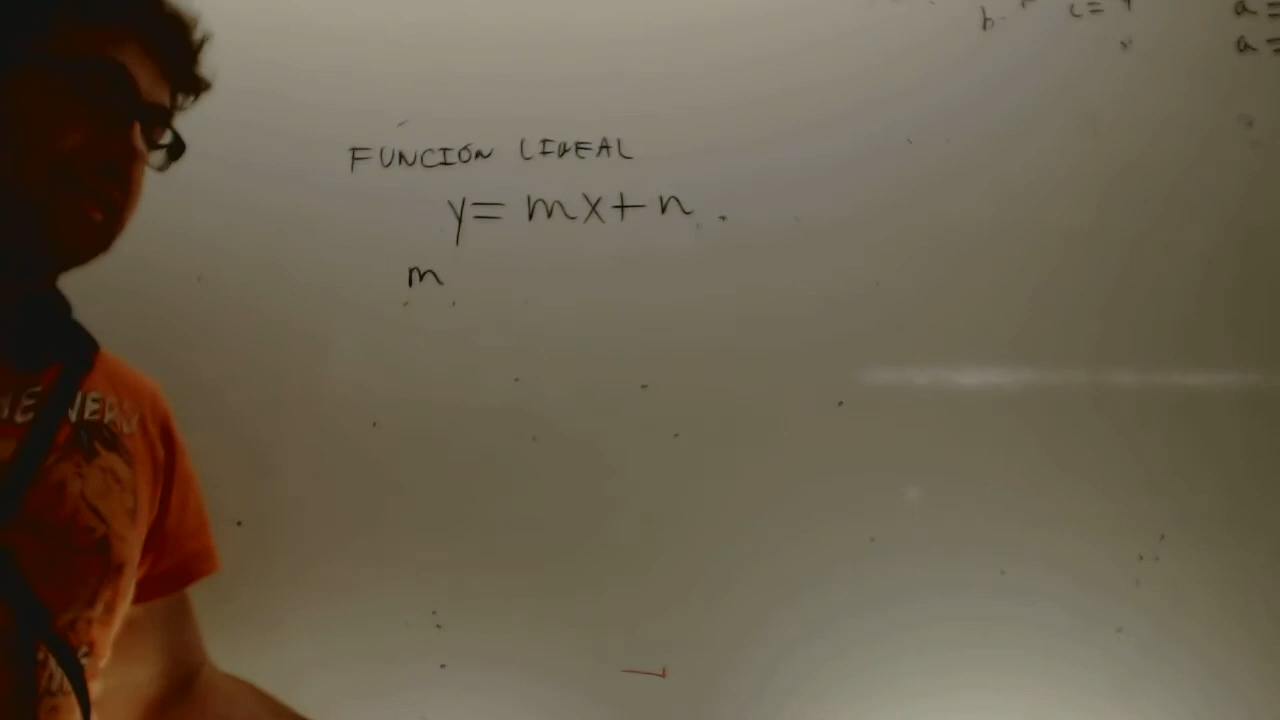 b c=
a=
a=
FUNCIÓN LINEAL
y= mx+n.
m